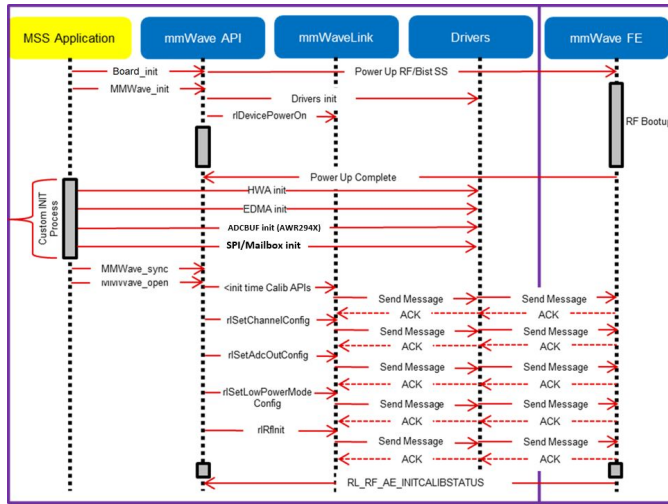 MSS Application
mmWave API
mmWaveLink
Drivers
mmWave FE
Board_init
Power Up RF/Bist SS
MMWave_init
Drivers init
rlDevicePowerOn
RF Bootup
Power Up Complete
Custom INIT
Process
HWA init
EDMA init
ADCBUF init (AWR294X)
SPI/Mailbox init
MMWave_sync
MMWave_open
<init time Calib APIs
Send Message
Send Message
ACK
ACK
rlSetChannelConfig
Send Message
Send Message
ACK
ACK
rlSetAdcOutConfig
Send Message
Send Message
ACK
ACK
rlSetLowPowerMode
Config
Send Message
Send Message
ACK
ACK
rlRfInit
Send Message
Send Message
ACK
ACK
RL_RF_AE_INITCALIBSTATUS